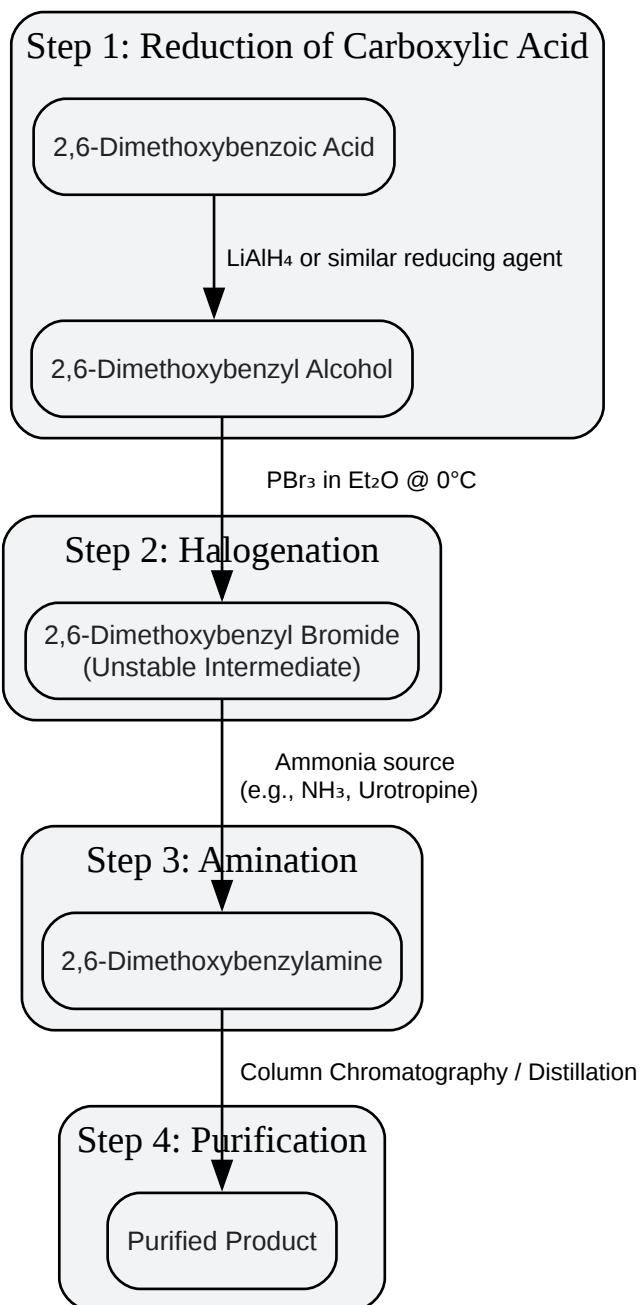 Step 1: Reduction of Carboxylic Acid
2,6-Dimethoxybenzoic Acid
LiAlH₄ or similar reducing agent
2,6-Dimethoxybenzyl Alcohol
PBr₃ in Et₂O @ 0°C
Step 2: Halogenation
2,6-Dimethoxybenzyl Bromide
(Unstable Intermediate)
Ammonia source
(e.g., NH₃, Urotropine)
Step 3: Amination
2,6-Dimethoxybenzylamine
Column Chromatography / Distillation
Step 4: Purification
Purified Product